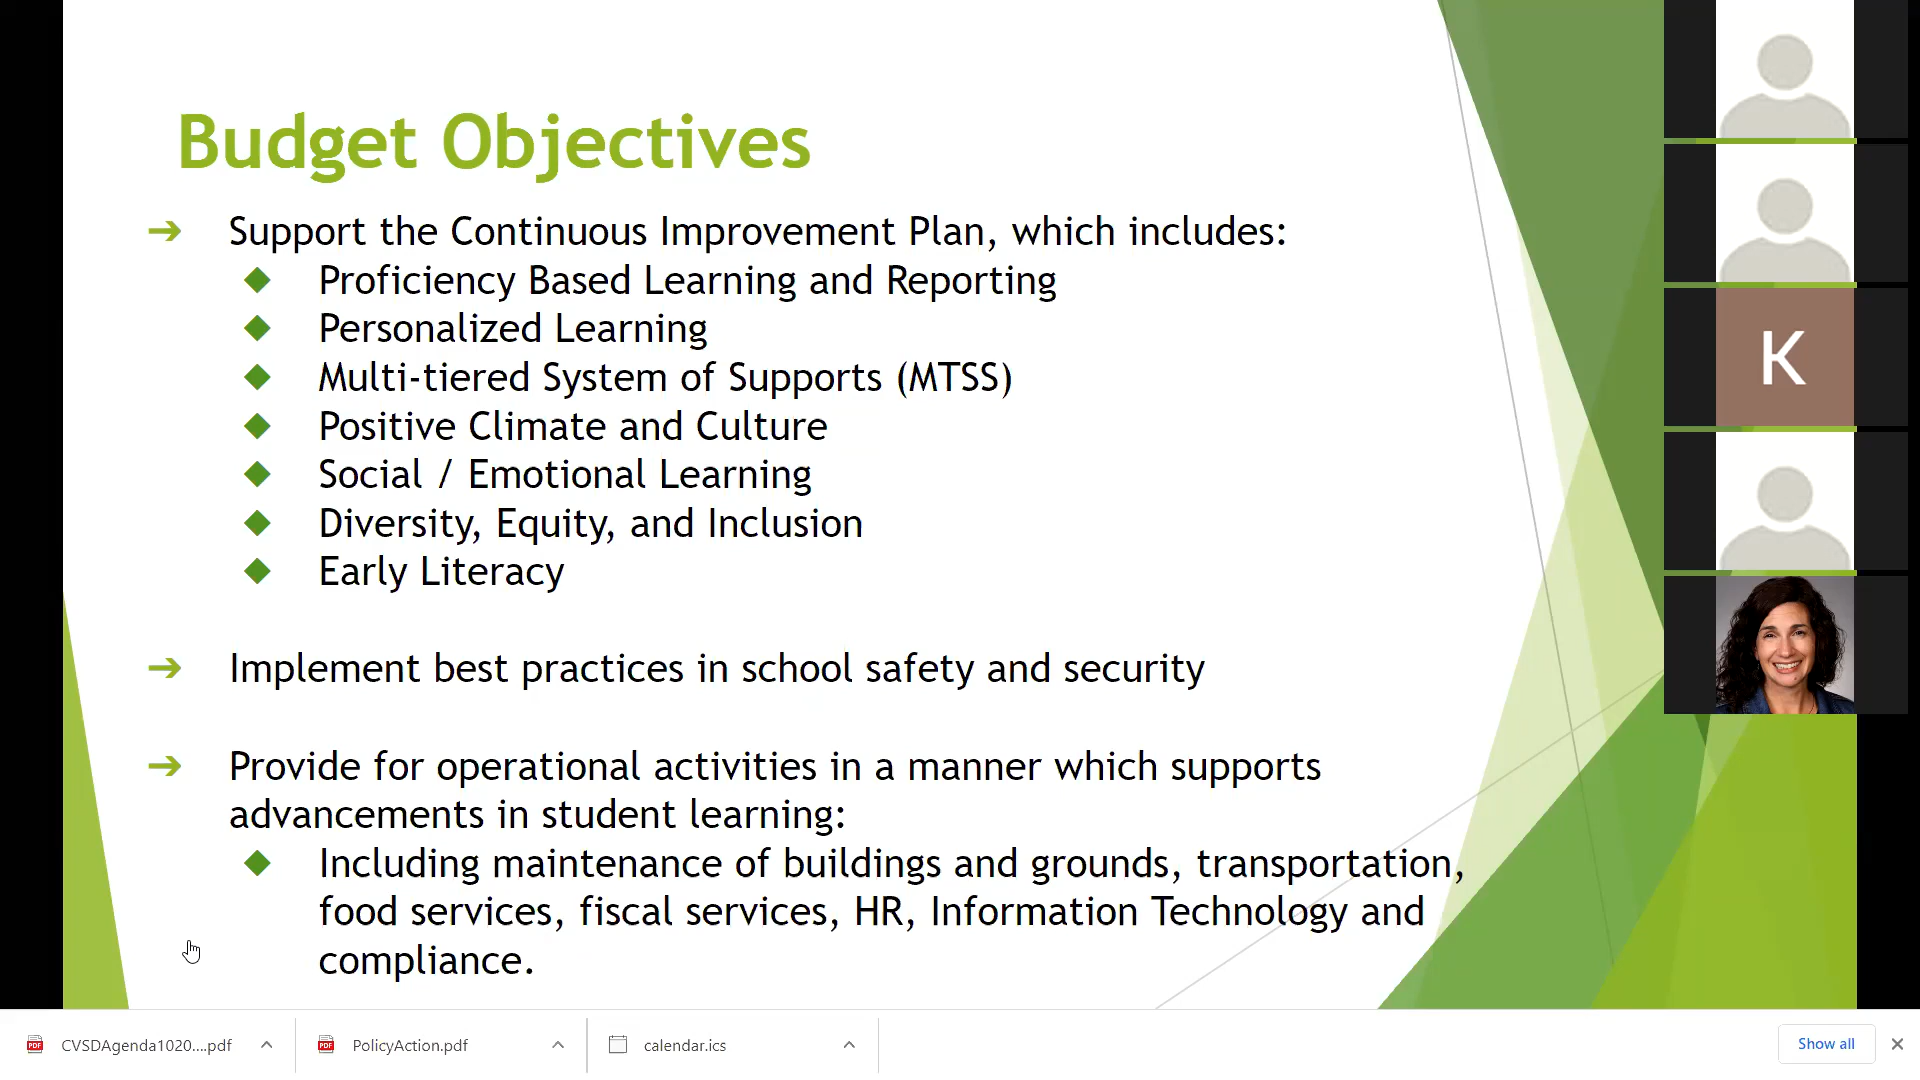 Budget Objectives
➔ Support the Continuous Improvement Plan, which includes:
◆ Proficiency Based Learning and Reporting
◆ Personalized Learning
◆ Multi-tiered System of Supports (MTSS)
◆ Positive Climate and Culture
◆ Social / Emotional Learning
◆ Diversity, Equity, and Inclusion
◆ Early Literacy
➔ Implement best practices in school safety and security
➔ Provide for operational activities in a manner which supports
advancements in student learning:
◆ Including maintenance of buildings and grounds, transportation,
food services, fiscal services, HR, Information Technology and
compliance.
K
CVSDAgenda1020....pdf
PolicyAction.pdf
calendar.ics
Show all